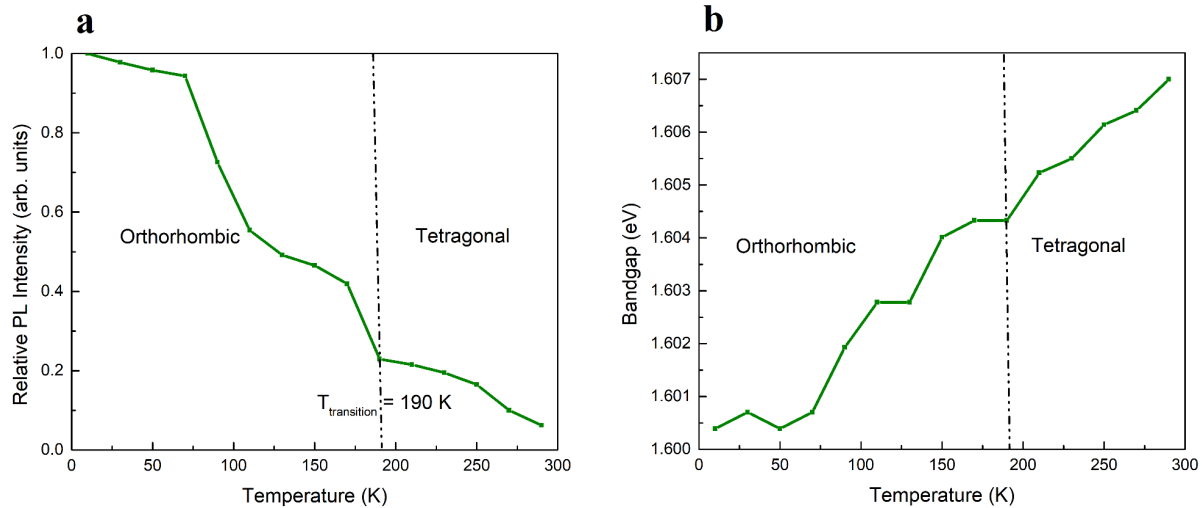 a
Relative PL Intensity (arb. units)
1.0
0.8
0.6
0.4
0.2
0.0
Orthorhombic
Tetragonal
T_transition = 190 K
0 50 100 150 200 250 300
Temperature (K)
b
Bandgap (eV)
1.607
1.606
1.605
1.604
1.603
1.602
1.601
1.600
Orthorhombic
Tetragonal
0 50 100 150 200 250 300
Temperature (K)